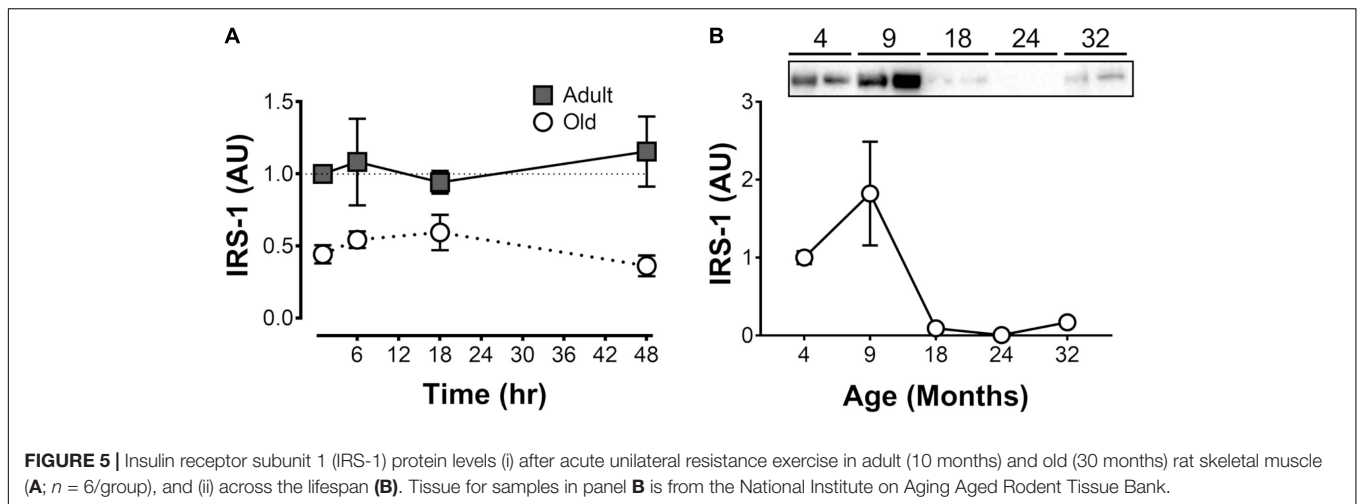 A
B
4 9 18 24 32
Adult
Old
1.5
1.0
0.5
0.0
IRS-1 (AU)
6 12 18 24 30 36 42 48
Time (hr)
3
2
1
0
IRS-1 (AU)
4 9 18 24 32
Age (Months)
FIGURE 5 | Insulin receptor subunit 1 (IRS-1) protein levels (i) after acute unilateral resistance exercise in adult (10 months) and old (30 months) rat skeletal muscle
(A; n = 6/group), and (ii) across the lifespan (B). Tissue for samples in panel B is from the National Institute on Aging Aged Rodent Tissue Bank.